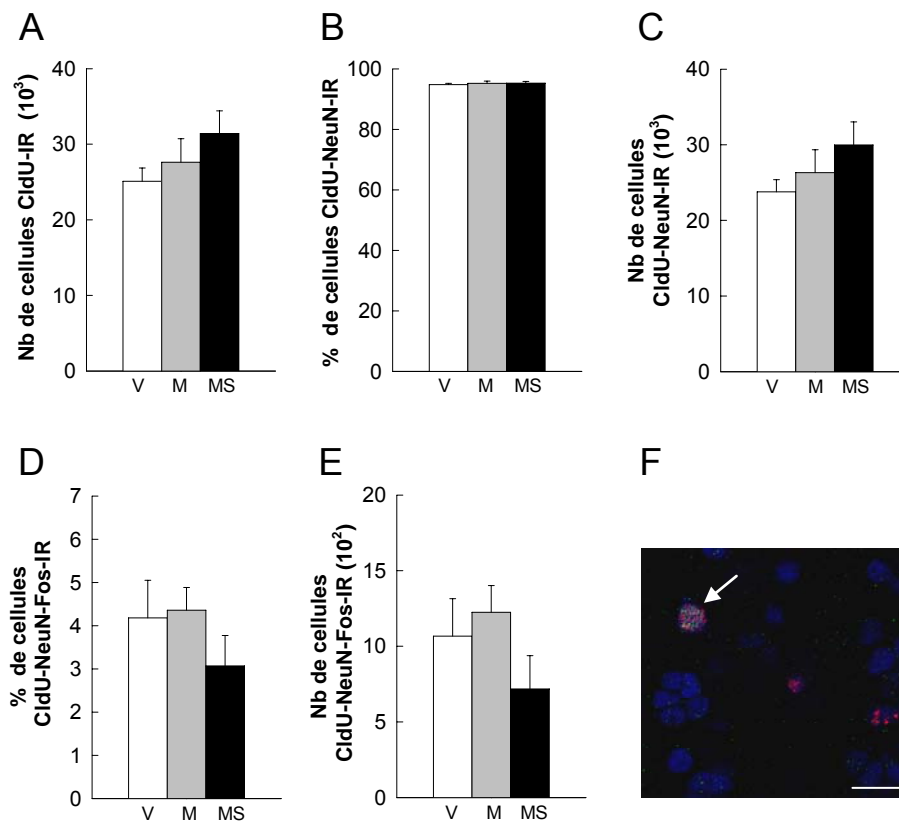 A
Nb de cellules CldU-IR (10³)
40
30
20
10
0
V M MS
B
% de cellules CldU-NeuN-IR
100
80
60
40
20
0
V M MS
C
Nb de cellules
CldU-NeuN-IR (10³)
40
30
20
10
0
V M MS
D
% de cellules
CldU-NeuN-Fos-IR
7
6
5
4
3
2
1
0
V M MS
E
Nb de cellules
CldU-NeuN-Fos-IR (10²)
20
15
10
5
0
V M MS
F